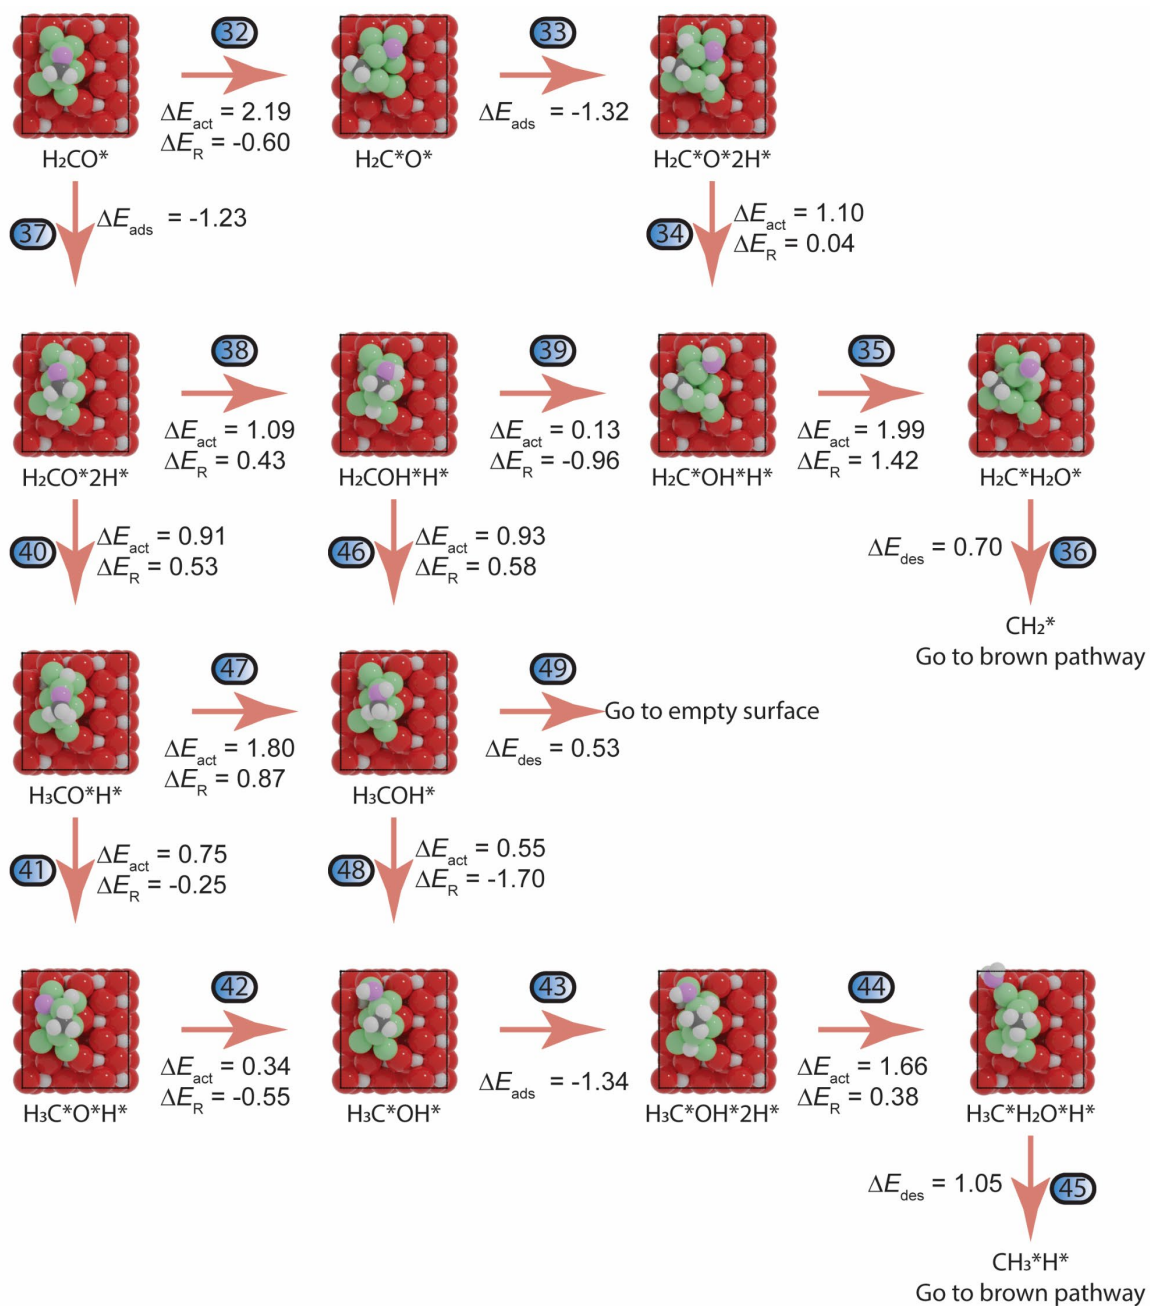 32
33
ΔEact = 2.19
ΔER = -0.60
ΔEads = -1.32
H₂CO*
H₂C*O*
H₂C*O*2H*
37
ΔEads = -1.23
34
ΔEact = 1.10
ΔER = 0.04
38
39
35
ΔEact = 1.09
ΔER = 0.43
ΔEact = 0.13
ΔER = -0.96
ΔEact = 1.99
ΔER = 1.42
H₂CO*2H*
H₂COH*H*
H₂C*OH*H*
H₂C*H₂O*
40
ΔEact = 0.91
ΔER = 0.53
46
ΔEact = 0.93
ΔER = 0.58
ΔEdes = 0.70
36
CH₂*
Go to brown pathway
47
49
Go to empty surface
ΔEact = 1.80
ΔER = 0.87
ΔEdes = 0.53
H₃CO*H*
H₃COH*
41
ΔEact = 0.75
ΔER = -0.25
48
ΔEact = 0.55
ΔER = -1.70
42
43
44
ΔEact = 0.34
ΔER = -0.55
ΔEads = -1.34
ΔEact = 1.66
ΔER = 0.38
H₃C*O*H*
H₃C*OH*
H₃C*OH*2H*
H₃C*H₂O*H*
ΔEdes = 1.05
45
CH₃*H*
Go to brown pathway